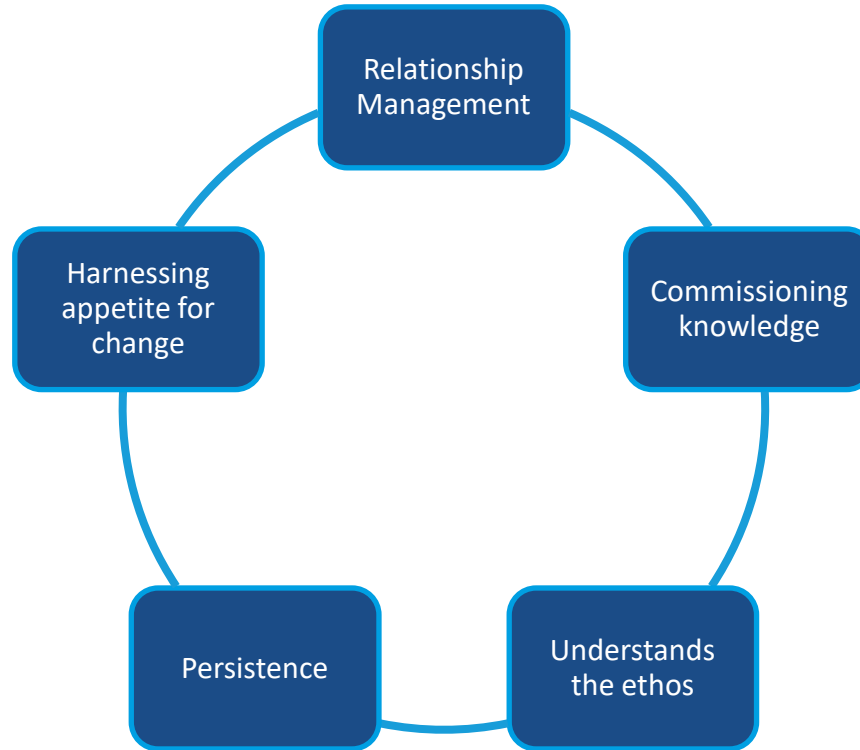 Relationship
Management
Commissioning
knowledge
Understands
the ethos
Persistence
Harnessing
appetite for
change